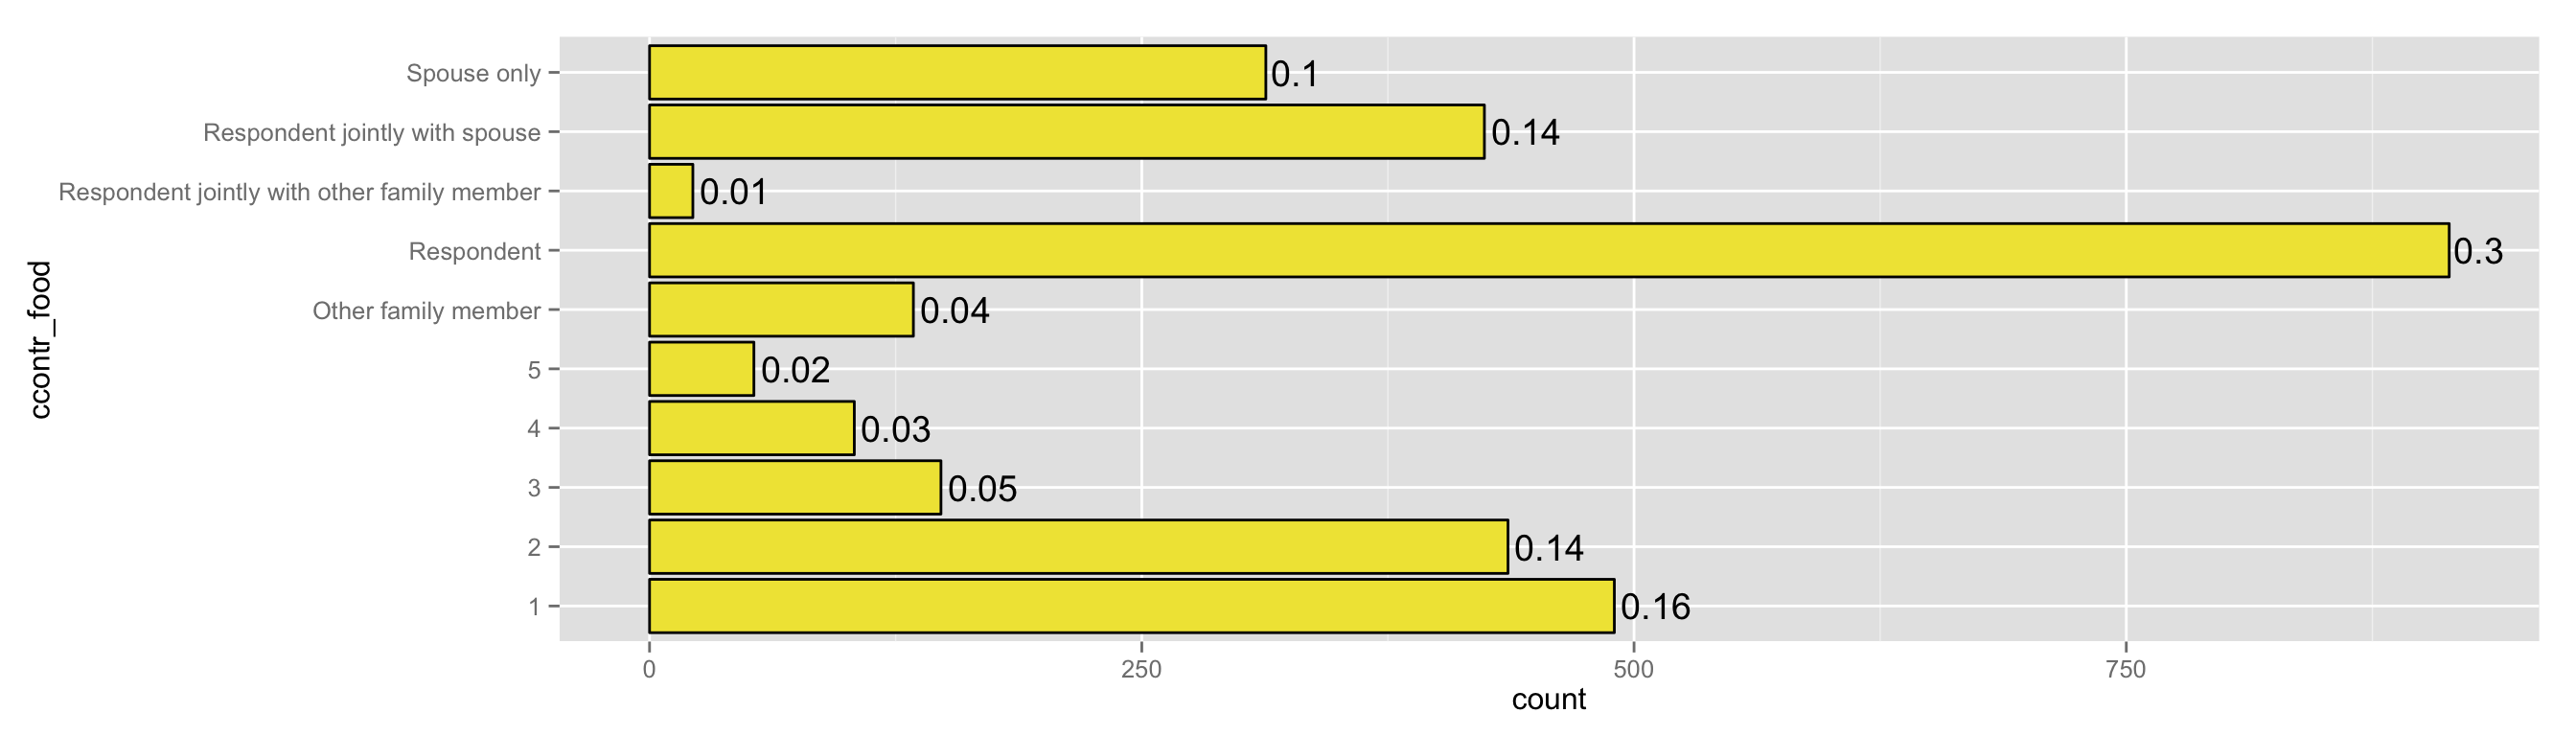 Spouse only
0.1
Respondent jointly with spouse
0.14
Respondent jointly with other family member
0.01
Respondent
0.3
Other family member
0.04
5
0.02
4
0.03
3
0.05
2
0.14
1
0.16
ccontr_food
0 250 500 750
count